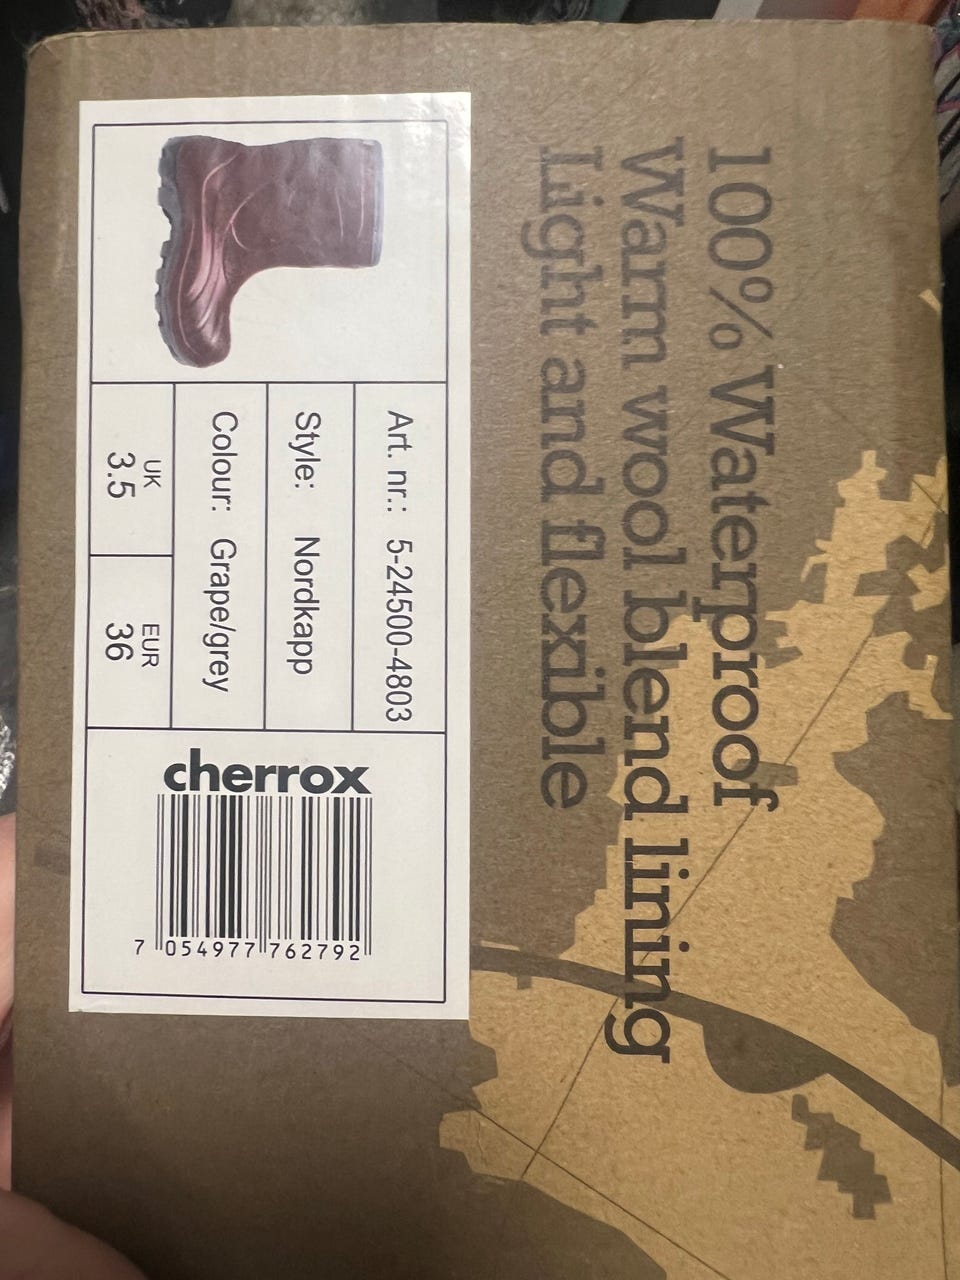 100% Waterproof
Warm wool blend lining
Light and flexible
Art. nr.: 5-24500-4803
Style: Nordkapp
Colour: Grape/grey
UK
3.5
EUR
36
cherrox
7 054977 762792